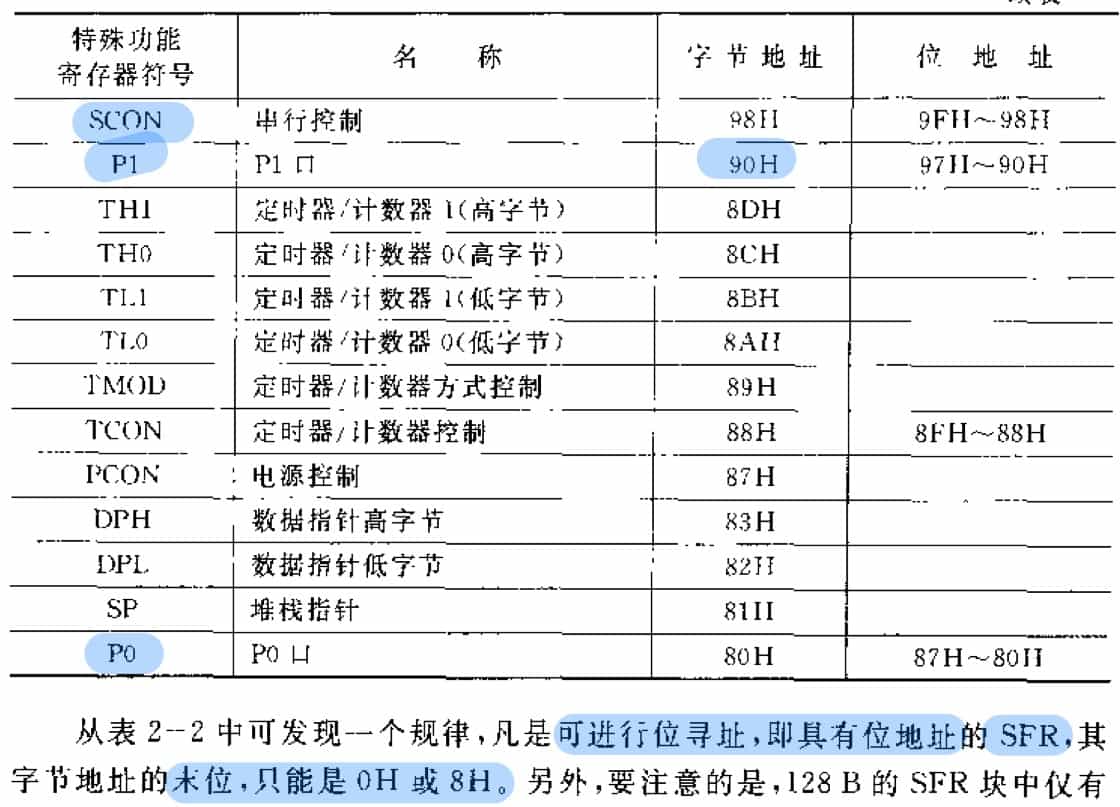 特殊功能
寄存器符号
名 称
字节地址
位 地 址
SCON 串行控制 98H 9FH~98H
P1 P1 口 90H 97H~90H
TH1 定时器/计数器 1(高字节) 8DH
TH0 定时器/计数器 0(高字节) 8CH
TL1 定时器/计数器 1(低字节) 8BH
TL0 定时器/计数器 0(低字节) 8AH
TMOD 定时器/计数器方式控制 89H
TCON 定时器/计数器控制 88H 8FH~88H
PCON 电源控制 87H
DPH 数据指针高字节 83H
DPL 数据指针低字节 82H
SP 堆栈指针 81H
P0 P0 口 80H 87H~80H
从表 2-2 中可发现一个规律,凡是可进行位寻址,即具有位地址的 SFR,其
字节地址的末位,只能是 0H 或 8H。另外,要注意的是,128 B 的 SFR 块中仅有